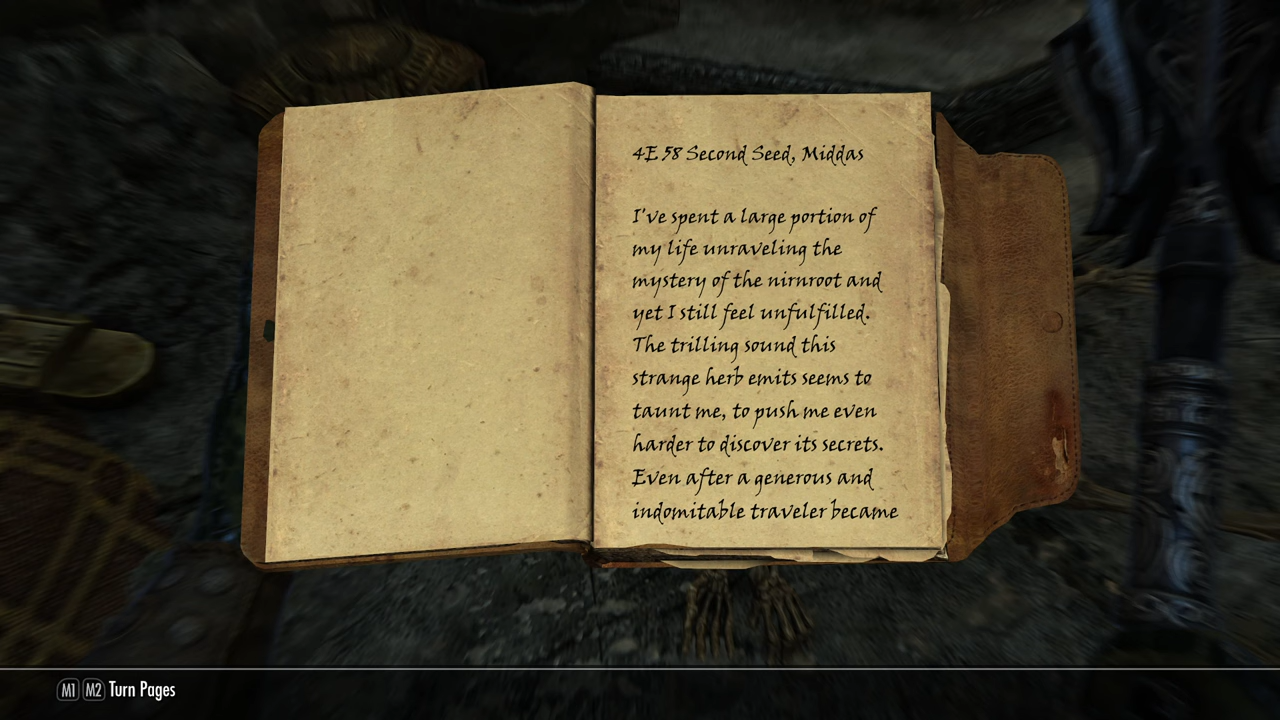 4E 58 Second Seed, Middas
I've spent a large portion of
my life unraveling the
mystery of the nirnroot and
yet I still feel unfulfilled.
The trilling sound this
strange herb emits seems to
taunt me, to push me even
harder to discover its secrets.
Even after a generous and
indomitable traveler became
M1 M2 Turn Pages